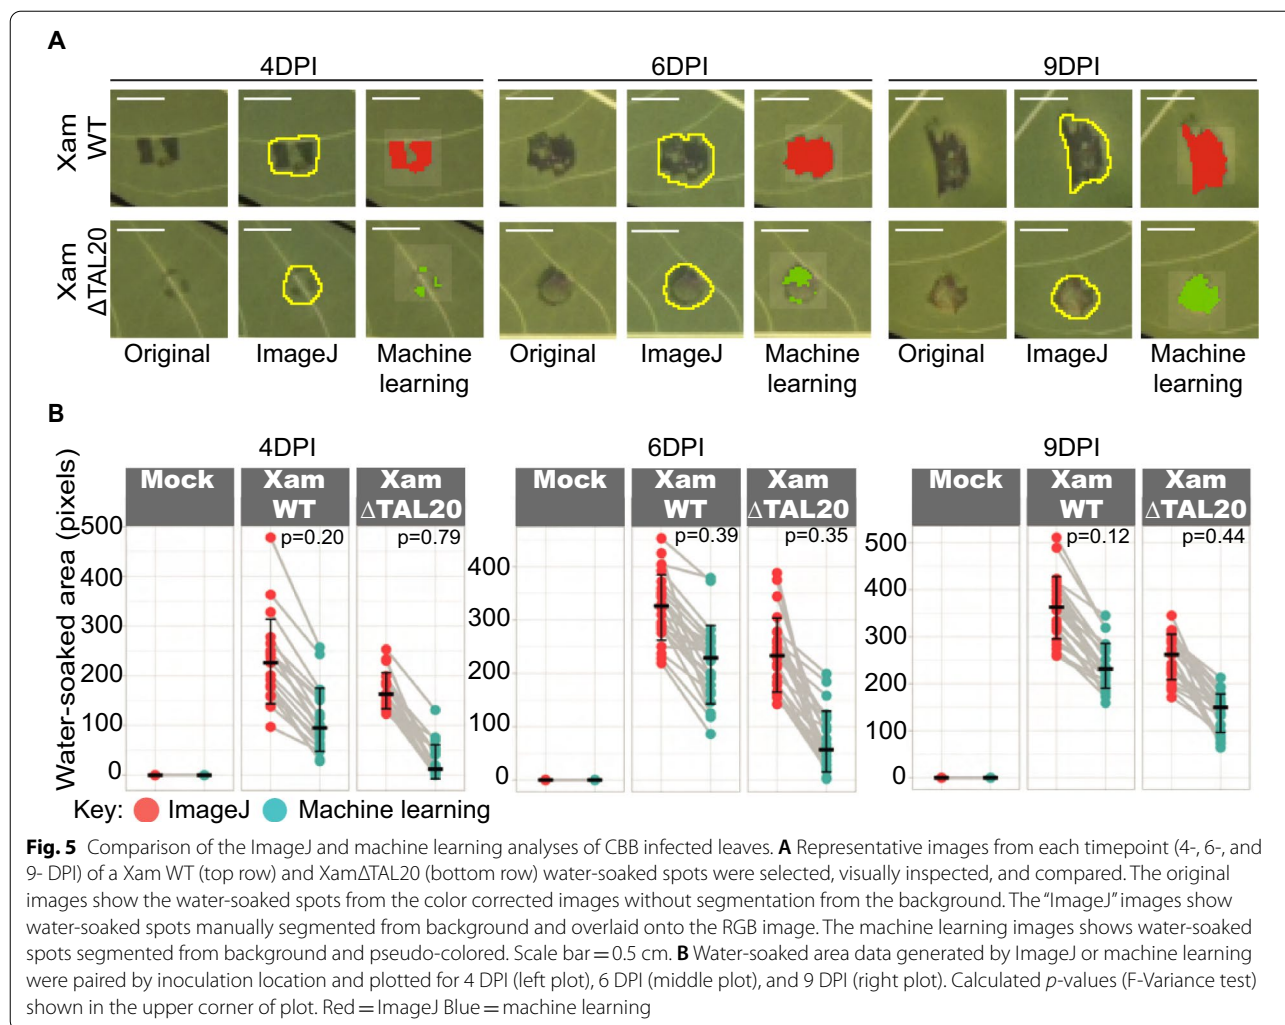 A
4DPI 6DPI 9DPI
Xam
WT
Xam
ΔTAL20
Original ImageJ Machine learning Original ImageJ Machine learning Original ImageJ Machine learning
B
4DPI 6DPI 9DPI
Water-soaked area (pixels)
Mock Xam WT Xam ΔTAL20 Mock Xam WT Xam ΔTAL20 Mock Xam WT Xam ΔTAL20
p=0.20 p=0.79 p=0.39 p=0.35 p=0.12 p=0.44
500
400
300
200
100
0
400
300
200
100
0
500
400
300
200
100
0
Key: ImageJ Machine learning
Fig. 5 Comparison of the ImageJ and machine learning analyses of CBB infected leaves. A Representative images from each timepoint (4-, 6-, and
9- DPI) of a Xam WT (top row) and XamΔTAL20 (bottom row) water-soaked spots were selected, visually inspected, and compared. The original
images show the water-soaked spots from the color corrected images without segmentation from the background. The “ImageJ” images show
water-soaked spots manually segmented from background and overlaid onto the RGB image. The machine learning images shows water-soaked
spots segmented from background and pseudo-colored. Scale bar = 0.5 cm. B Water-soaked area data generated by ImageJ or machine learning
were paired by inoculation location and plotted for 4 DPI (left plot), 6 DPI (middle plot), and 9 DPI (right plot). Calculated p-values (F-Variance test)
shown in the upper corner of plot. Red = ImageJ Blue = machine learning